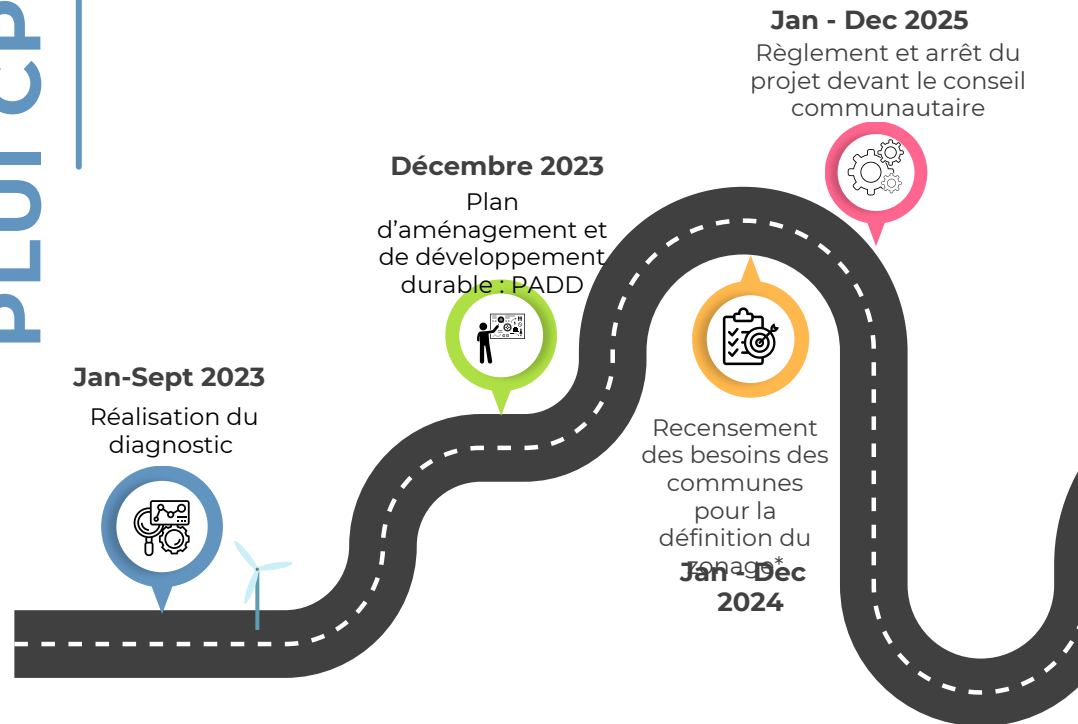 PLUI CP
Jan-Sept 2023
Réalisation du
diagnostic
Décembre 2023
Plan
d’aménagement et
de développement
durable : PADD
Recensement
des besoins des
communes
pour la
définition du
zonage*
Jan - Dec
2024
Jan - Dec 2025
Règlement et arrêt du
projet devant le conseil
communautaire